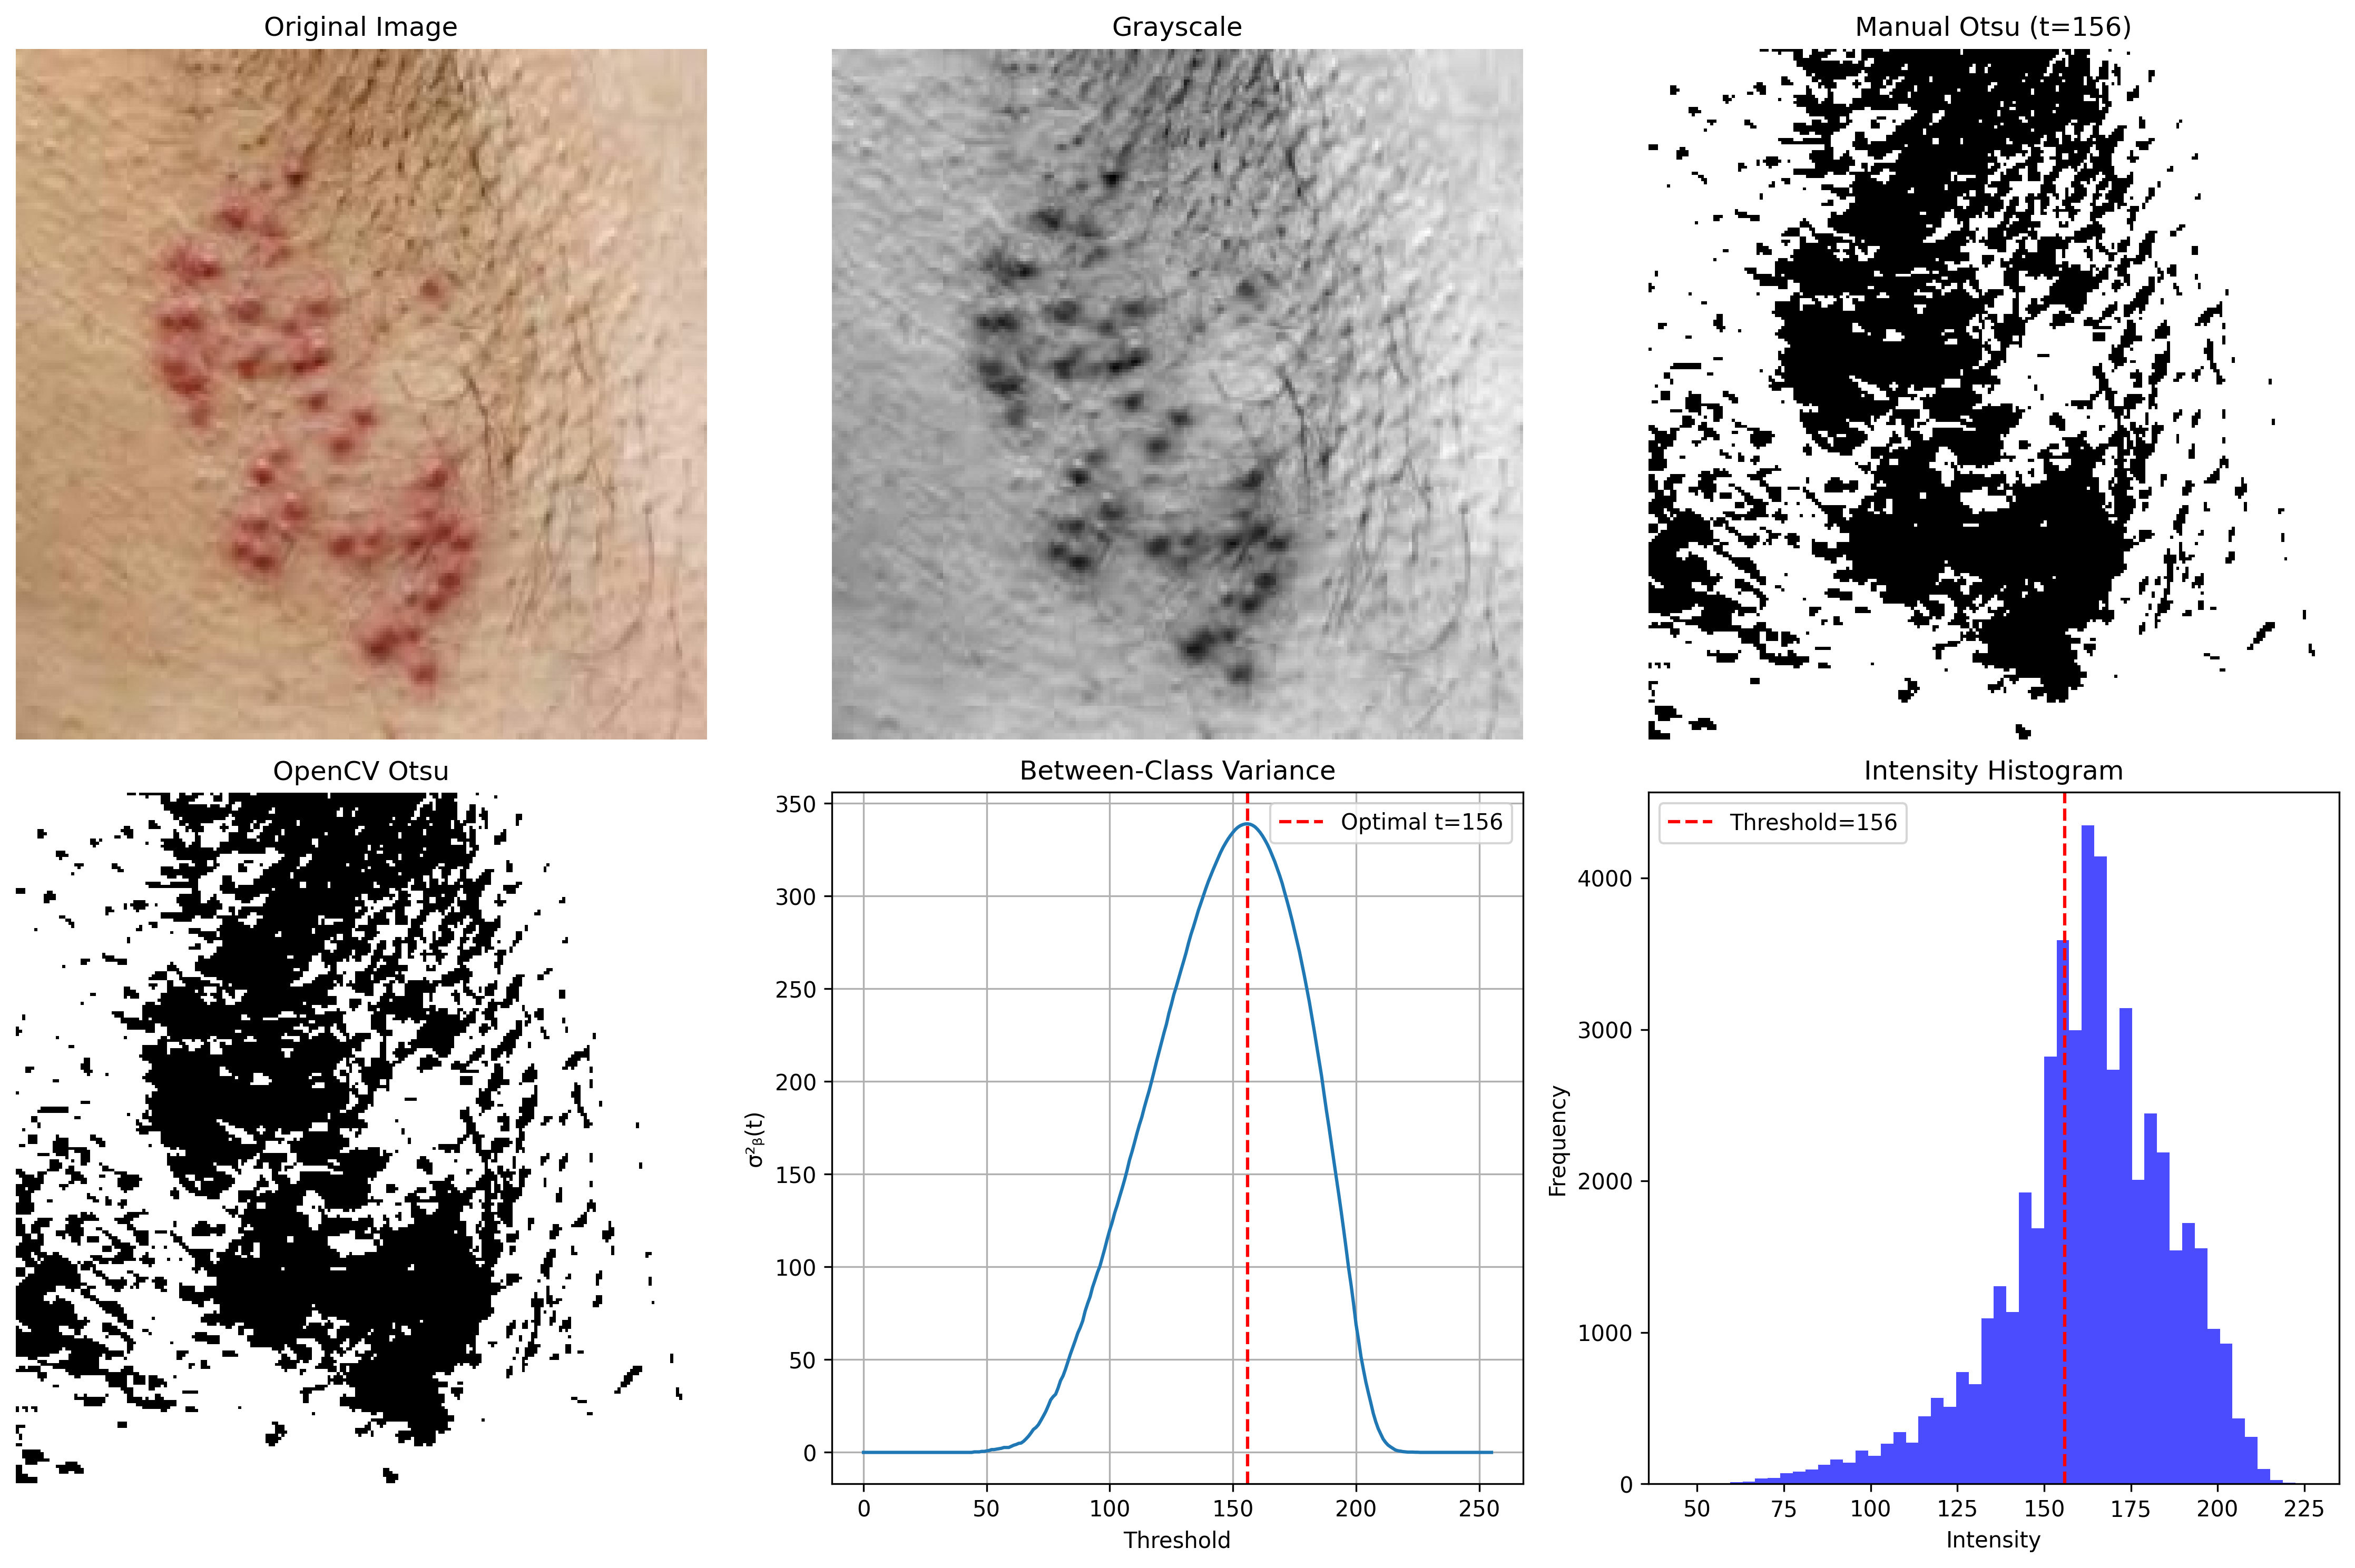 Original Image
Grayscale
Manual Otsu (t=156)
OpenCV Otsu
Between-Class Variance
350
300
250
200
150
100
50
0
σ²ᵦ(t)
Optimal t=156
0 50 100 150 200 250
Threshold
Intensity Histogram
Threshold=156
4000
3000
2000
1000
0
Frequency
50 75 100 125 150 175 200 225
Intensity